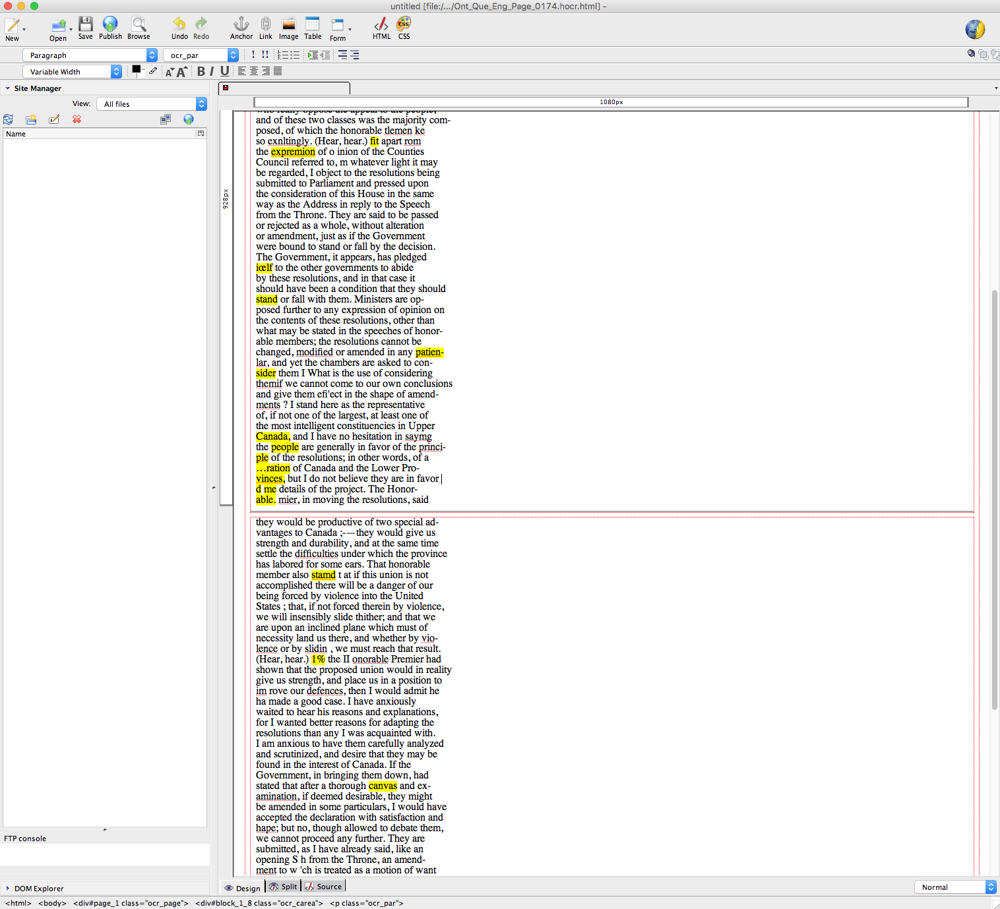 untitled [file:/.../Ont_Que_Eng_Page_0174.hocr.html] -
New Open Save Publish Browse Undo Redo Anchor Link Image Table Form HTML CSS
Paragraph ocr_par ! !!
Variable Width A A B I U
Site Manager
View: All files
Name
FTP console
DOM Explorer
1080px
928px
and of these two classes was the majority com-
posed, of which the honorable tlemen ke
so exnltingly. (Hear, hear.) fit apart rom
the expremion of o inion of the Counties
Council referred to, m whatever light it may
be regarded, I object to the resolutions being
submitted to Parliament and pressed upon
the consideration of this House in the same
way as the Address in reply to the Speech
from the Throne. They are said to be passed
or rejected as a whole, without alteration
or amendment, just as if the Government
were bound to stand or fall by the decision.
The Government, it appears, has pledged
iœlf to the other governments to abide
by these resolutions, and in that case it
should have been a condition that they should
stand or fall with them. Ministers are op-
posed further to any expression of opinion on
the contents of these resolutions, other than
what may be stated in the speeches of honor-
able members; the resolutions cannot be
changed, modified or amended in any patien-
lar, and yet the chambers are asked to con-
sider them I What is the use of considering
themif we cannot come to our own conclusions
and give them efi'ect in the shape of amend-
ments ? I stand here as the representative
of, if not one of the largest, at least one of
the most intelligent constituencies in Upper
Canada, and I have no hesitation in saymg
the people are generally in favor of the princi-
ple of the resolutions; in other words, of a
…ration of Canada and the Lower Pro-
vinces, but I do not believe they are in favor
d me details of the project. The Honor-
able. mier, in moving the resolutions, said
they would be productive of two special ad-
vantages to Canada ;-—they would give us
strength and durability, and at the same time
settle the difficulties under which the province
has labored for some ears. That honorable
member also stamd t at if this union is not
accomplished there will be a danger of our
being forced by violence into the United
States ; that, if not forced therein by violence,
we will insensibly slide thither; and that we
are upon an inclined plane which must of
necessity land us there, and whether by vio-
lence or by slidin , we must reach that result.
(Hear, hear.) 1% the II onorable Premier had
shown that the proposed union would in reality
give us strength, and place us in a position to
im rove our defences, then I would admit he
ha made a good case. I have anxiously
waited to hear his reasons and explanations,
for I wanted better reasons for adapting the
resolutions than any I was acquainted with.
I am anxious to have them carefully analyzed
and scrutinized, and desire that they may be
found in the interest of Canada. If the
Government, in bringing them down, had
stated that after a thorough canvas and ex-
amination, if deemed desirable, they might
be amended in some particulars, I would have
accepted the declaration with satisfaction and
hape; but no, though allowed to debate them,
we cannot proceed any further. They are
submitted, as I have already said, like an
opening S h from the Throne, an amend-
ment to w 'ch is treated as a motion of want
Design Split Source Normal
<html> <body> <div#page_1 class="ocr_page"> <div#block_1_8 class="ocr_carea"> <p class="ocr_par">